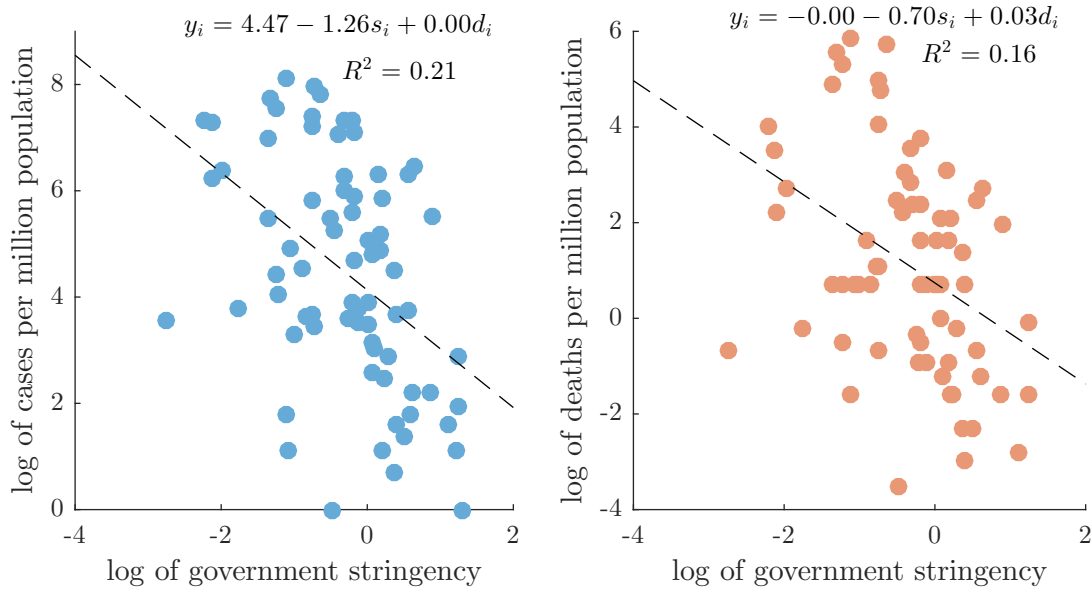 y_i = 4.47 − 1.26s_i + 0.00d_i
R² = 0.21
log of cases per million population
8
6
4
2
0
-4
-2
0
2
log of government stringency
y_i = −0.00 − 0.70s_i + 0.03d_i
R² = 0.16
log of deaths per million population
6
4
2
0
-2
-4
-4
-2
0
2
log of government stringency